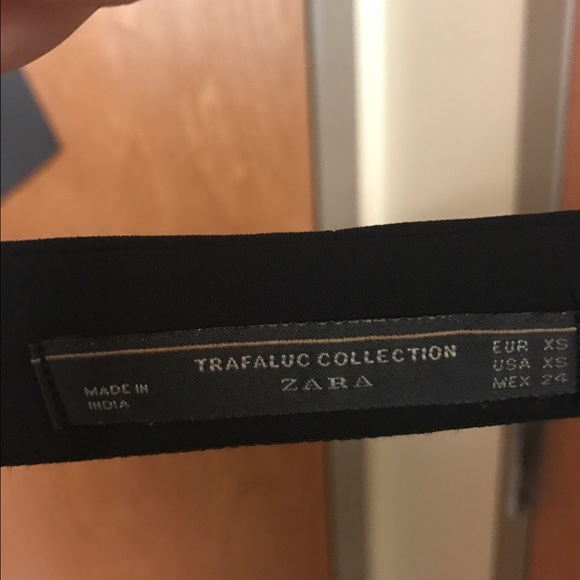 TRAFALUC COLLECTION
ZARA
MADE IN
INDIA
EUR XS
USA XS
MEX 24